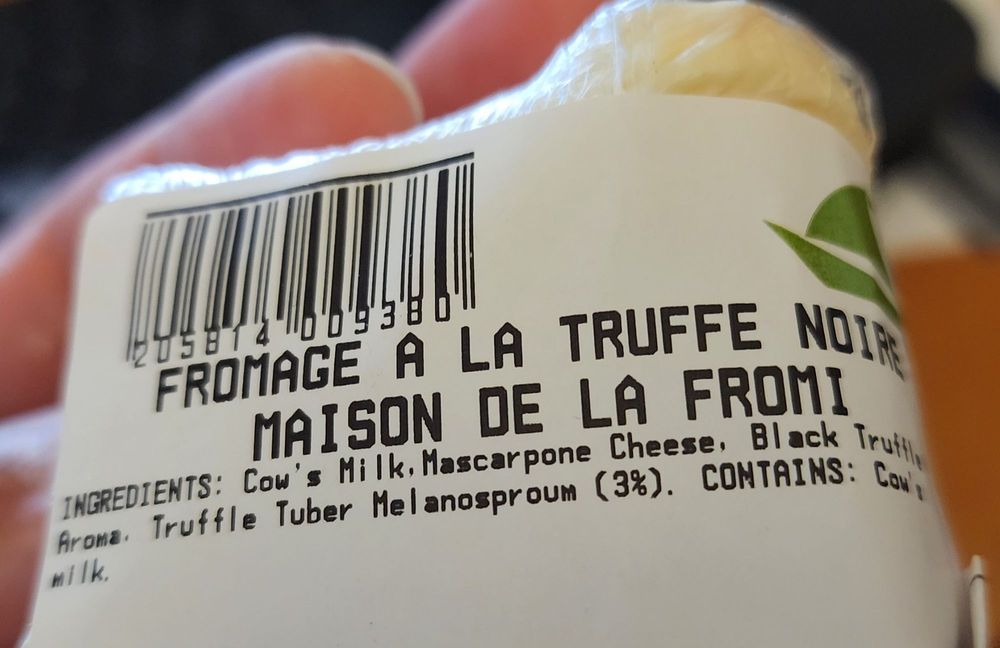 205814 009380
FROMAGE A LA TRUFFE NOIRE
MAISON DE LA FROMI
INGREDIENTS: Cow's Milk,Mascarpone Cheese, Black Truffle
Aroma. Truffle Tuber Melanosproum (3%). CONTAINS: Cow's
milk.